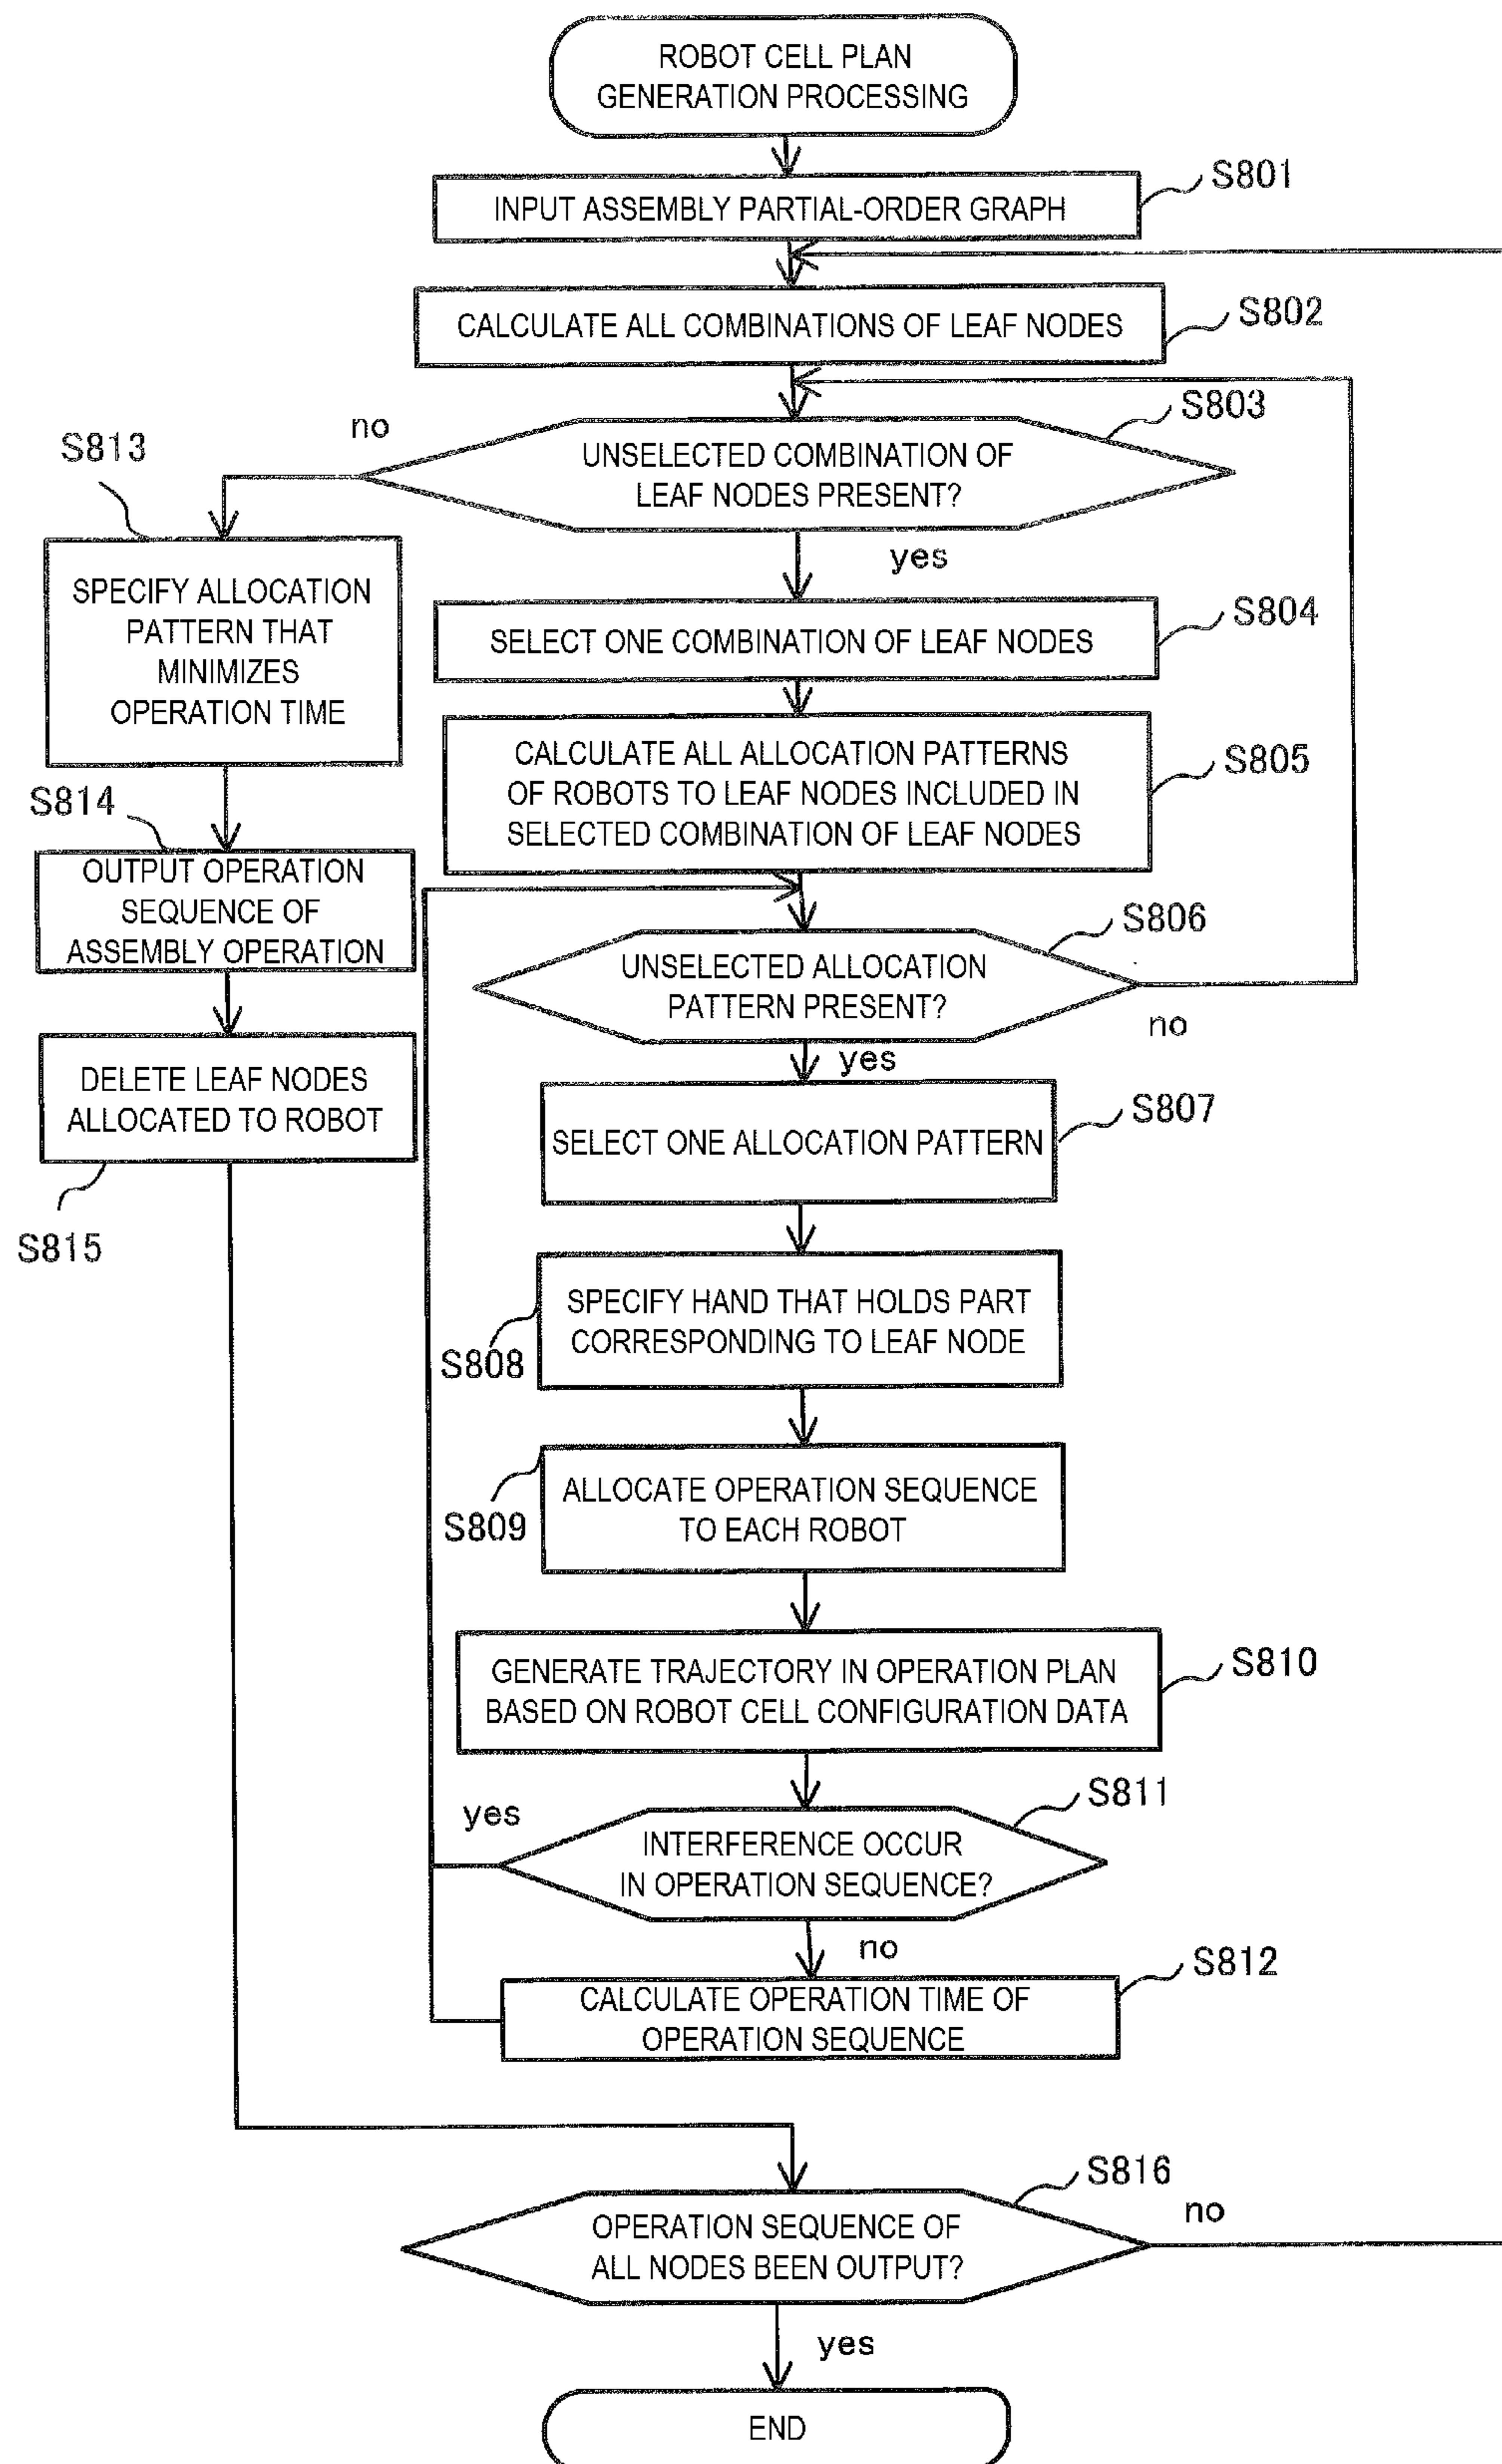 ROBOT CELL PLAN
GENERATION PROCESSING
S801
INPUT ASSEMBLY PARTIAL-ORDER GRAPH
S802
CALCULATE ALL COMBINATIONS OF LEAF NODES
S803
no
UNSELECTED COMBINATION OF
LEAF NODES PRESENT?
yes
S813
SPECIFY ALLOCATION
PATTERN THAT
MINIMIZES
OPERATION TIME
S804
SELECT ONE COMBINATION OF LEAF NODES
S805
CALCULATE ALL ALLOCATION PATTERNS
OF ROBOTS TO LEAF NODES INCLUDED IN
SELECTED COMBINATION OF LEAF NODES
S814
OUTPUT OPERATION
SEQUENCE OF
ASSEMBLY OPERATION
S806
UNSELECTED ALLOCATION
PATTERN PRESENT?
no
yes
DELETE LEAF NODES
ALLOCATED TO ROBOT
S815
S807
SELECT ONE ALLOCATION PATTERN
SPECIFY HAND THAT HOLDS PART
CORRESPONDING TO LEAF NODE
S808
ALLOCATE OPERATION SEQUENCE
TO EACH ROBOT
S809
GENERATE TRAJECTORY IN OPERATION PLAN
BASED ON ROBOT CELL CONFIGURATION DATA
S810
S811
yes
INTERFERENCE OCCUR
IN OPERATION SEQUENCE?
no
S812
CALCULATE OPERATION TIME OF
OPERATION SEQUENCE
S816
no
OPERATION SEQUENCE OF
ALL NODES BEEN OUTPUT?
yes
END